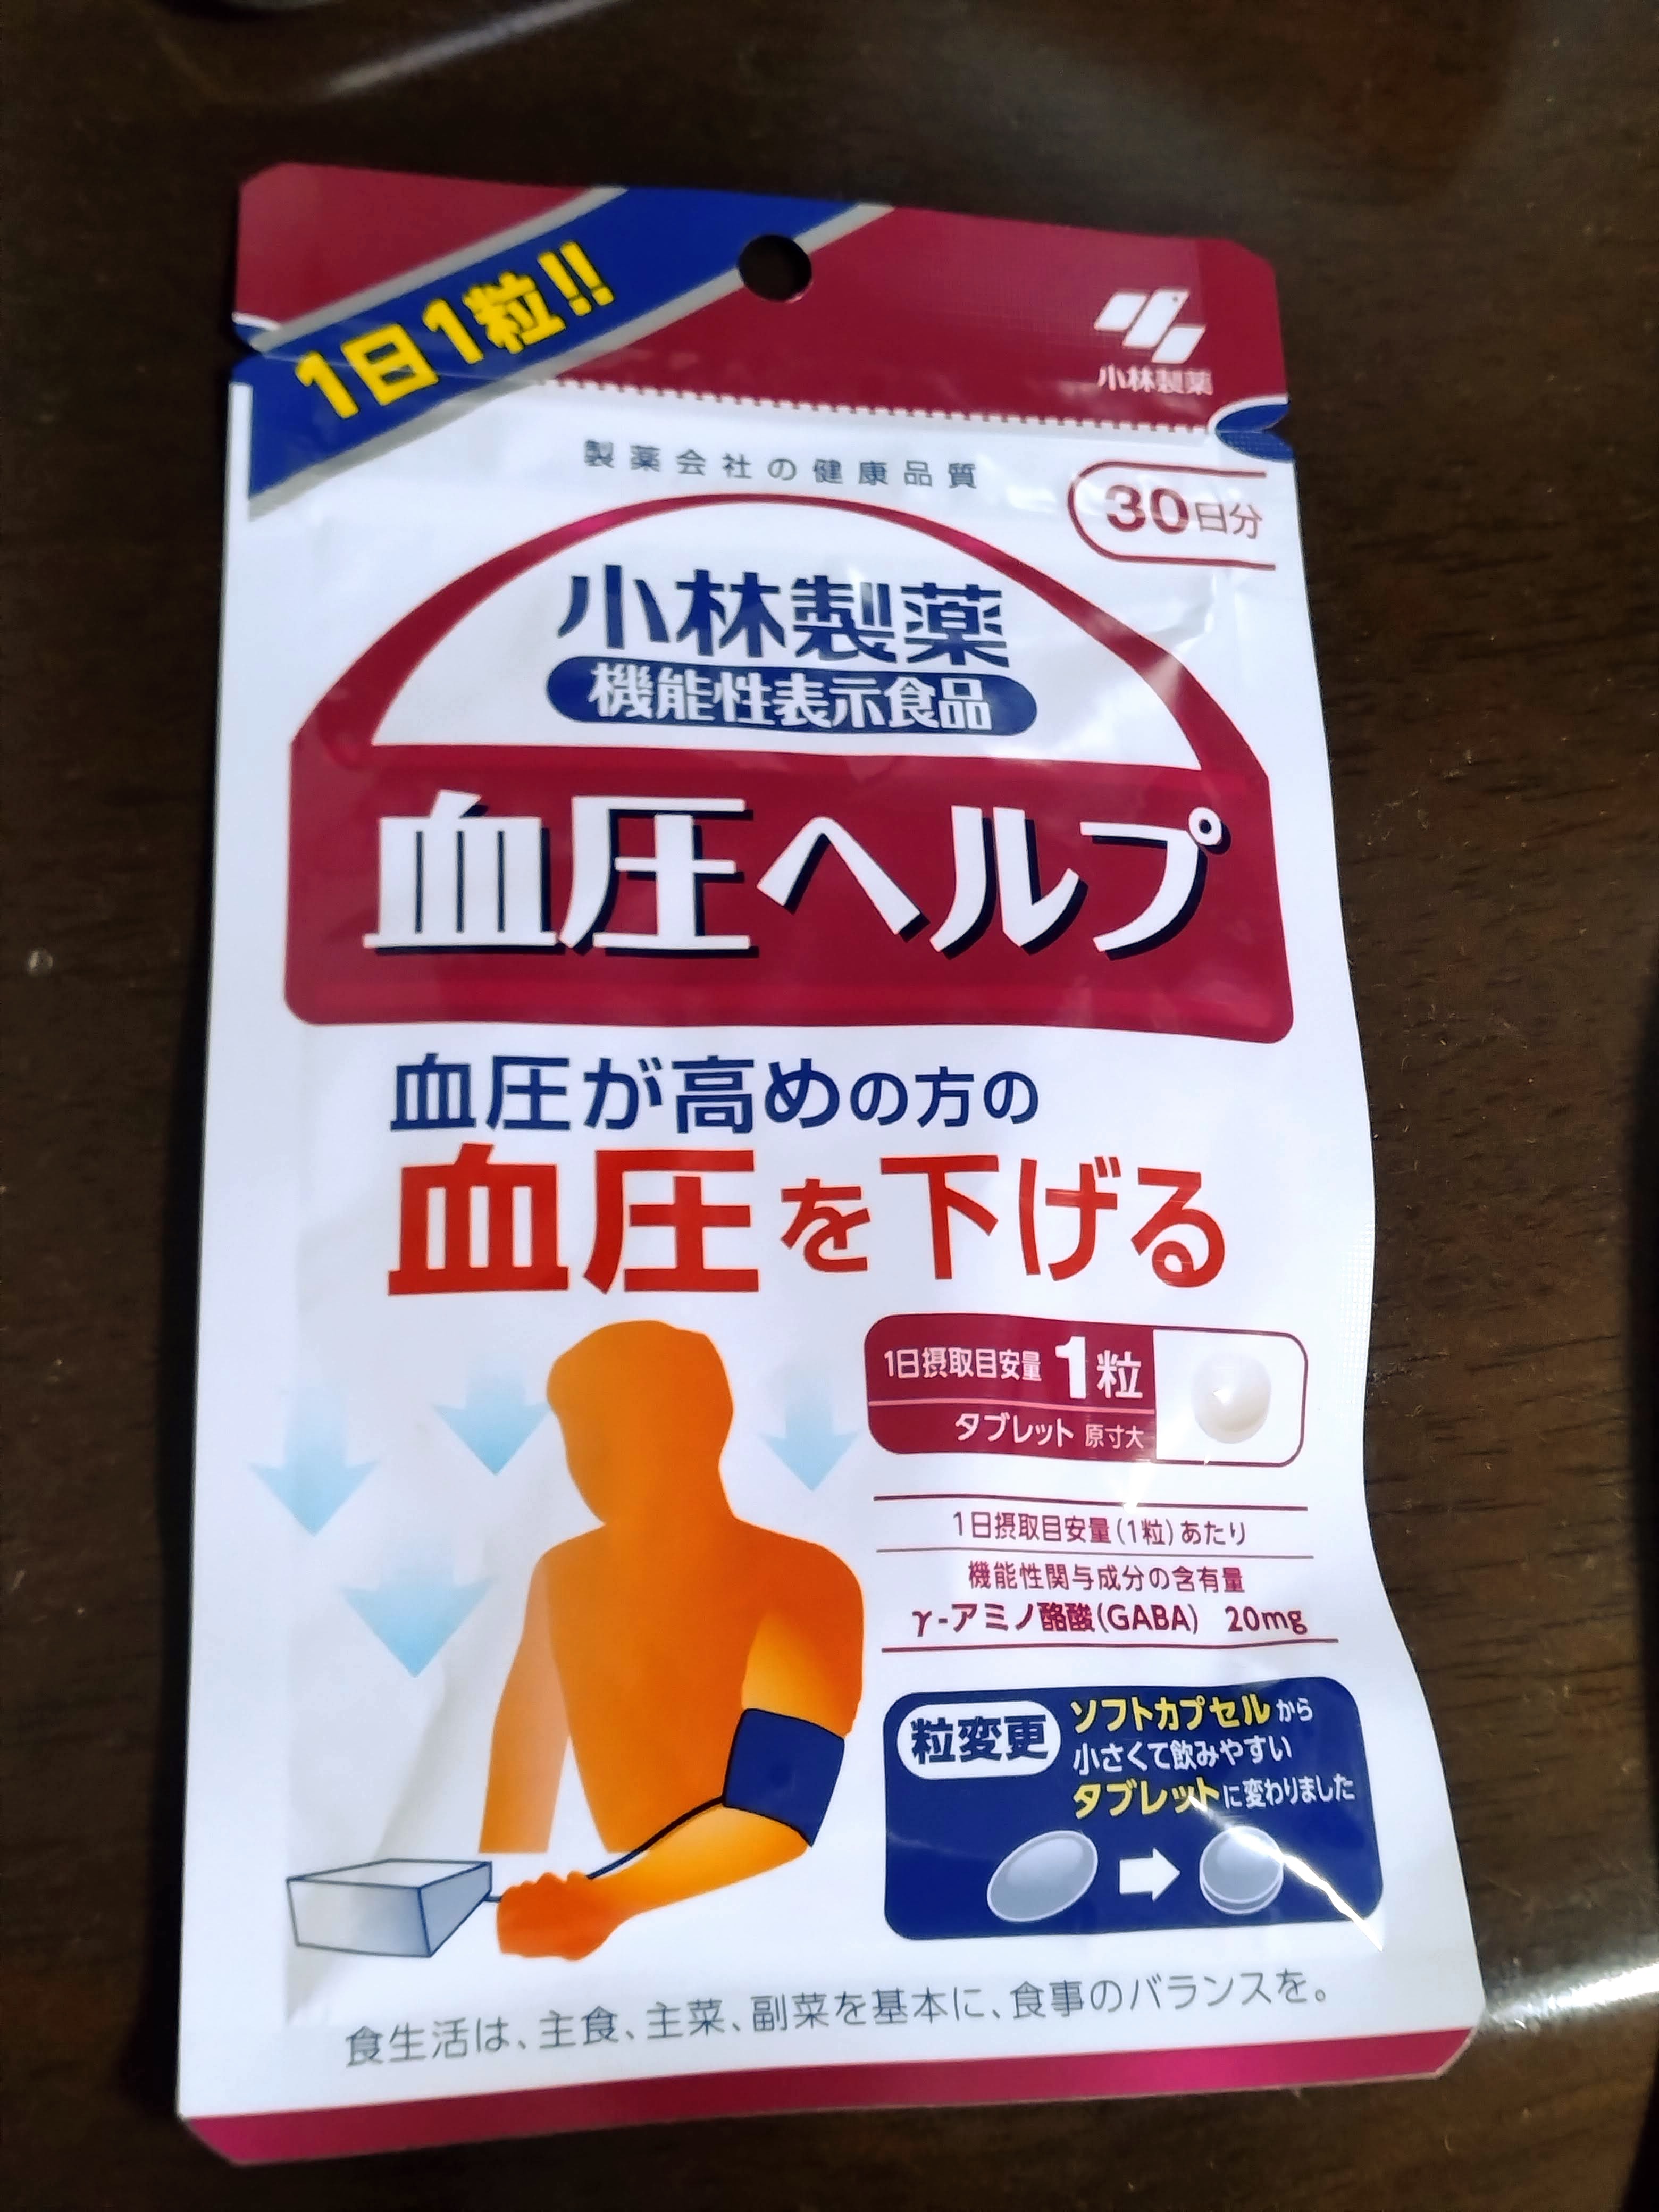 1日1粒!!
小林製薬
製薬会社の健康品質
30日分
小林製薬
機能性表示食品
血圧ヘルプ
血圧が高めの方の
血圧を下げる
1日摂取目安量 1粒
タブレット 原寸大
1日摂取目安量(1粒)あたり
機能性関与成分の含有量
γ-アミノ酪酸(GABA) 20mg
粒変更
ソフトカプセルから
小さくて飲みやすい
タブレットに変わりました
食生活は、主食、主菜、副菜を基本に、食事のバランスを。